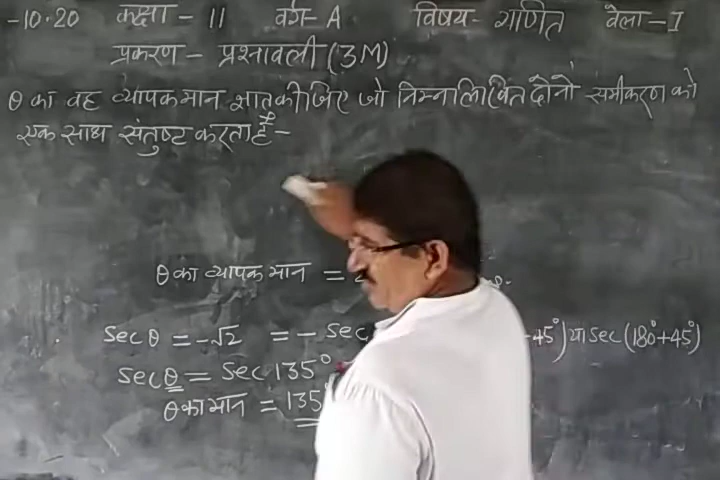 -10.20 कक्षा - 11 वर्ग - A विषय - गणित वेला - I
प्रकरण - प्रश्नावली (3M)
θ का वह व्यापक मान ज्ञात कीजिए जो निम्नलिखित दोनों समीकरण को
एक साथ संतुष्ट करता है -
θ का व्यापक मान =
sec θ = -√2 = - sec 45°) या sec (180° + 45°)
sec θ = sec 135°
θ का मान = 135°